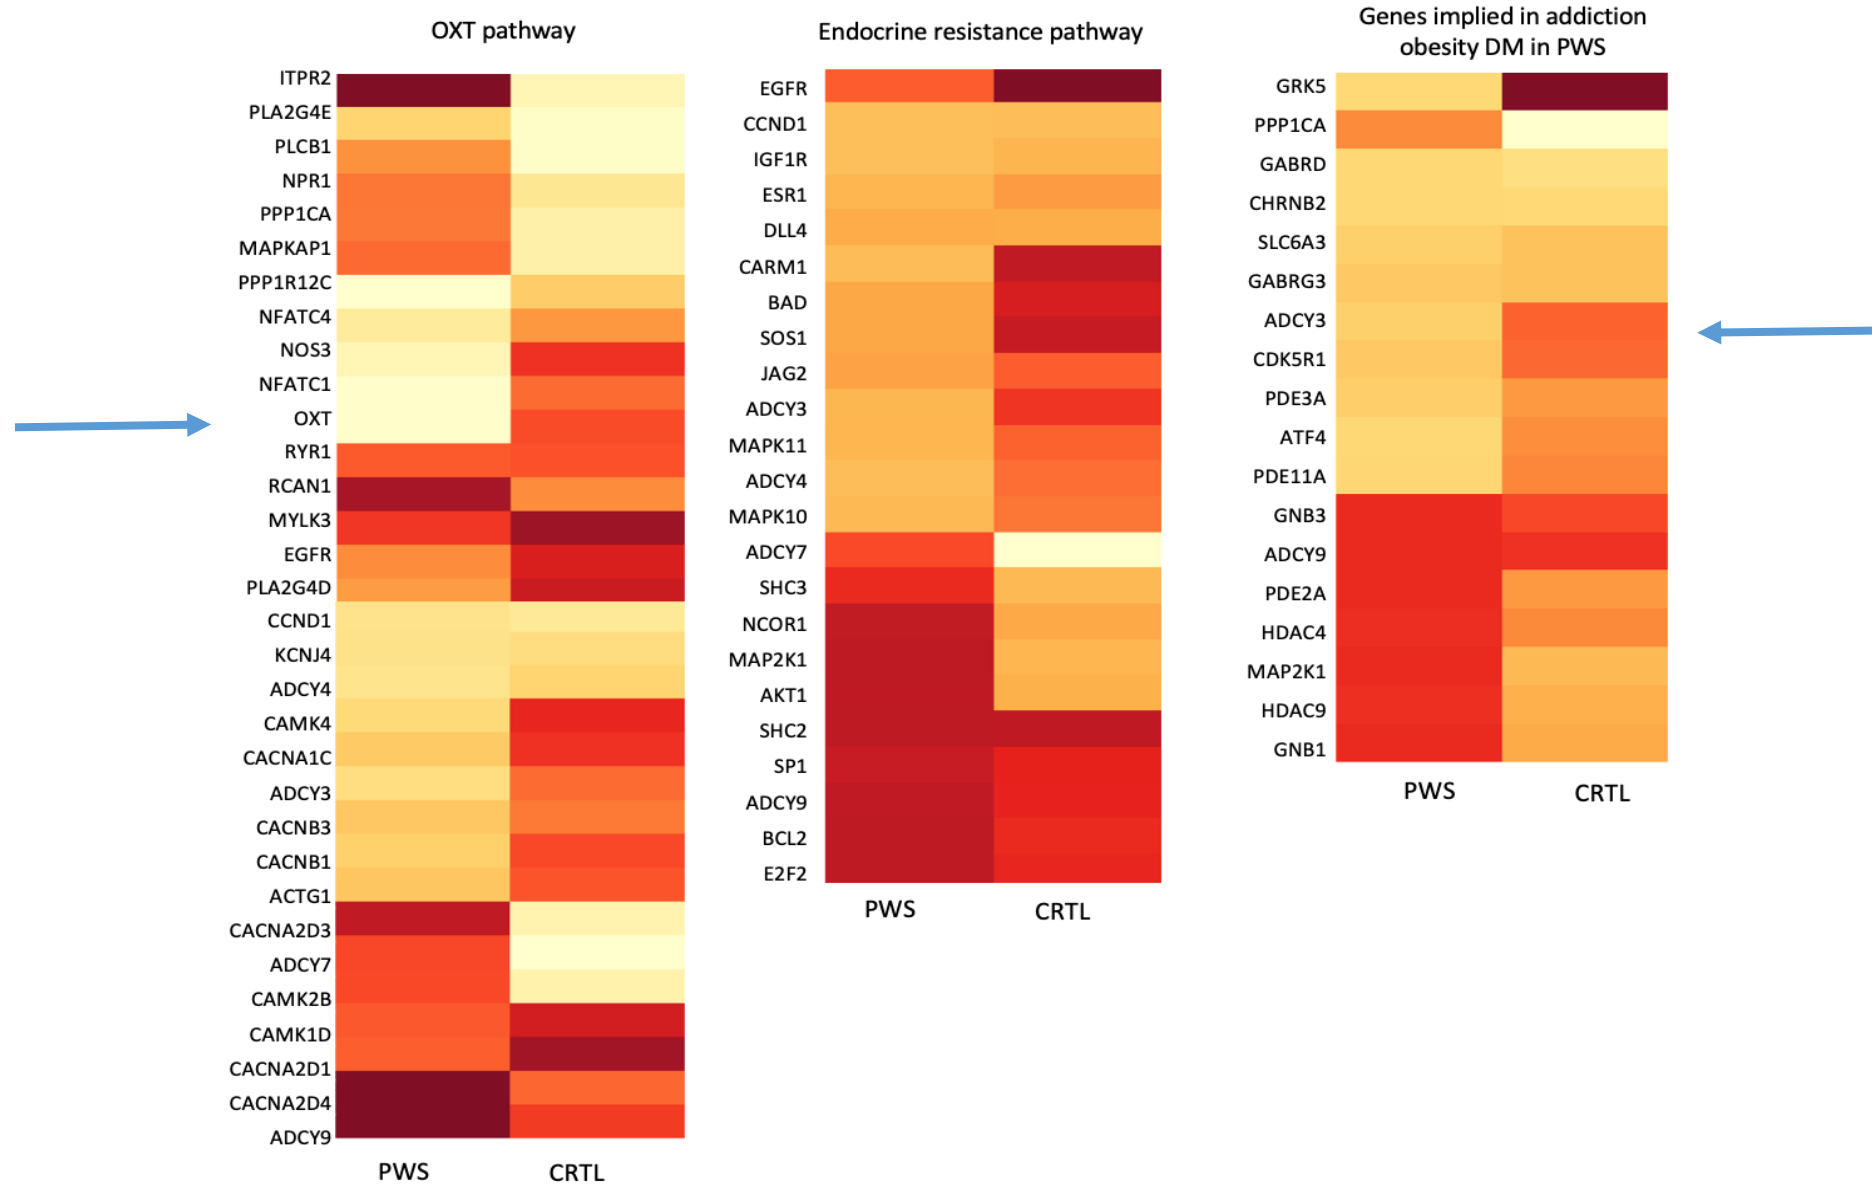 OXT pathway
ITPR2
PLA2G4E
PLCB1
NPR1
PPP1CA
MAPKAP1
PPP1R12C
NFATC4
NOS3
NFATC1
OXT
RYR1
RCAN1
MYLK3
EGFR
PLA2G4D
CCND1
KCNJ4
ADCY4
CAMK4
CACNA1C
ADCY3
CACNB3
CACNB1
ACTG1
CACNA2D3
ADCY7
CAMK2B
CAMK1D
CACNA2D1
CACNA2D4
ADCY9
PWS CRTL
Endocrine resistance pathway
EGFR
CCND1
IGF1R
ESR1
DLL4
CARM1
BAD
SOS1
JAG2
ADCY3
MAPK11
ADCY4
MAPK10
ADCY7
SHC3
NCOR1
MAP2K1
AKT1
SHC2
SP1
ADCY9
BCL2
E2F2
PWS CRTL
Genes implied in addiction
obesity DM in PWS
GRK5
PPP1CA
GABRD
CHRNB2
SLC6A3
GABRG3
ADCY3
CDK5R1
PDE3A
ATF4
PDE11A
GNB3
ADCY9
PDE2A
HDAC4
MAP2K1
HDAC9
GNB1
PWS CRTL